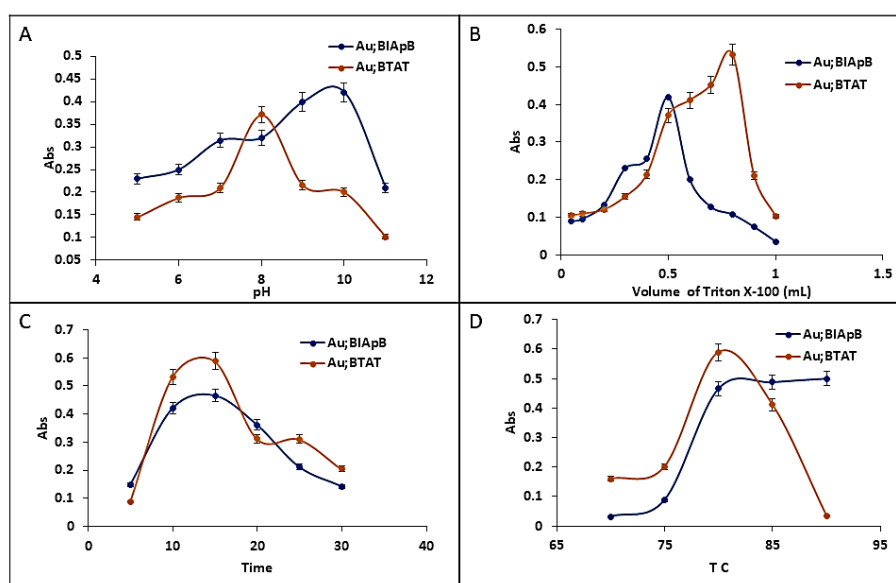 A
Au;BIApB
Au;BTAT
0.5
0.45
0.4
0.35
0.3
0.25
0.2
0.15
0.1
0.05
Abs
4
6
8
10
12
pH
B
Au;BIApB
Au;BTAT
0.6
0.5
0.4
0.3
0.2
0.1
0
Abs
0
0.5
1
1.5
Volume of Triton X-100 (mL)
C
Au;BIApB
Au;BTAT
0.7
0.6
0.5
0.4
0.3
0.2
0.1
0
Abs
0
10
20
30
40
Time
D
Au;BIApB
Au;BTAT
0.7
0.6
0.5
0.4
0.3
0.2
0.1
0
Abs
65
75
85
95
T C